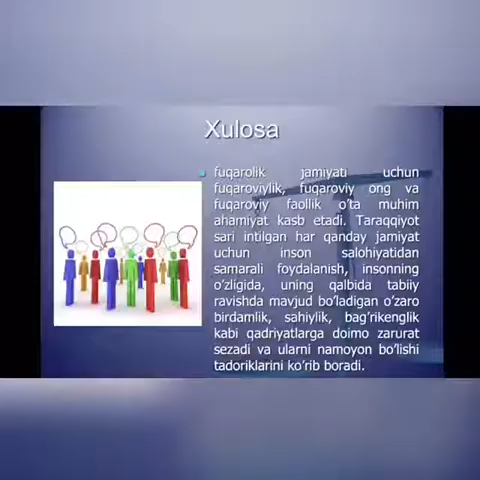 Xulosa
fuqarolik jamiyati uchun
fuqaroviylik, fuqaroviy ong va
fuqaroviy faollik o'ta muhim
ahamiyat kasb etadi. Taraqqiyot
sari intilgan har qanday jamiyat
uchun inson salohiyatidan
samarali foydalanish, insonning
o'zligida, uning qalbida tabiiy
ravishda mavjud bo'ladigan o'zaro
birdamlik, sahiylik, bag'rikenglik
kabi qadriyatlarga doimo zarurat
sezadi va ularni namoyon bo'lishi
tadoriklarini ko'rib boradi.